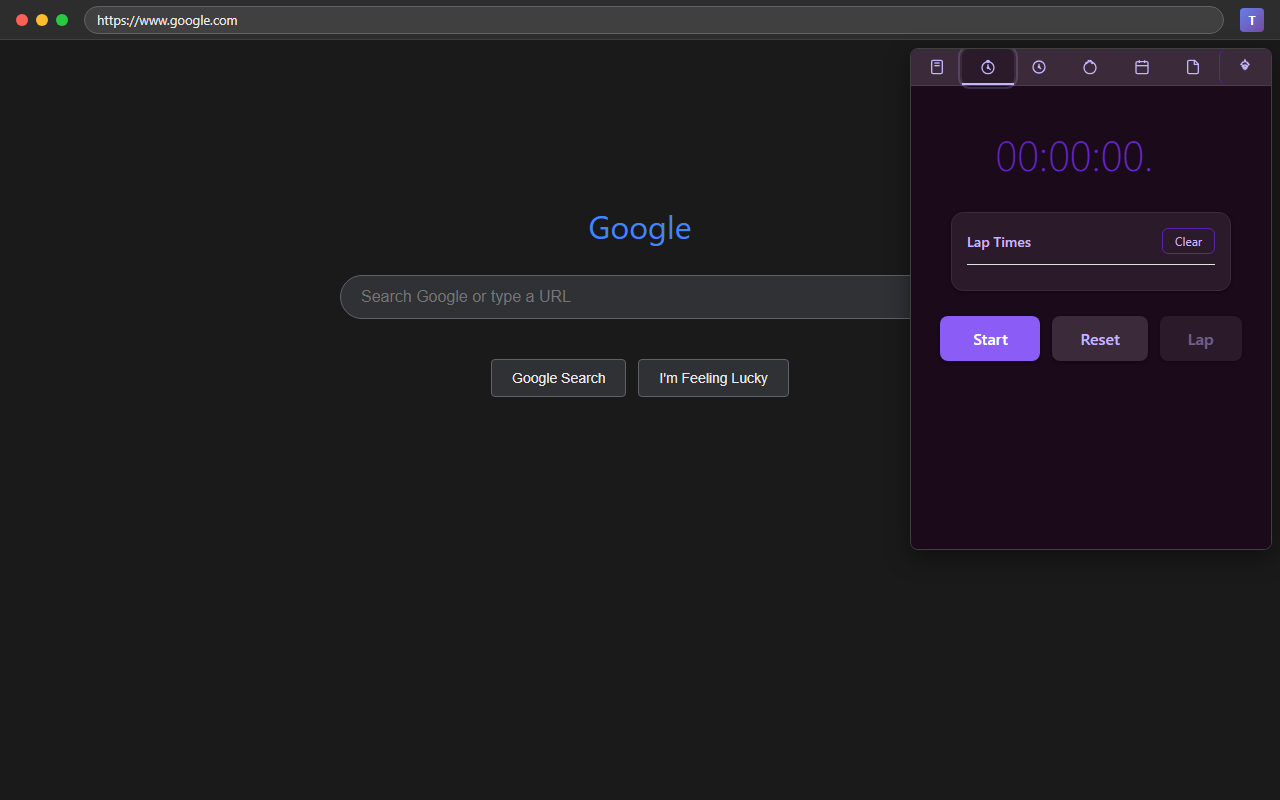 https://www.google.com
T
00:00:00.
Google
Lap Times
Clear
Search Google or type a URL
Start
Reset
Lap
Google Search
I'm Feeling Lucky